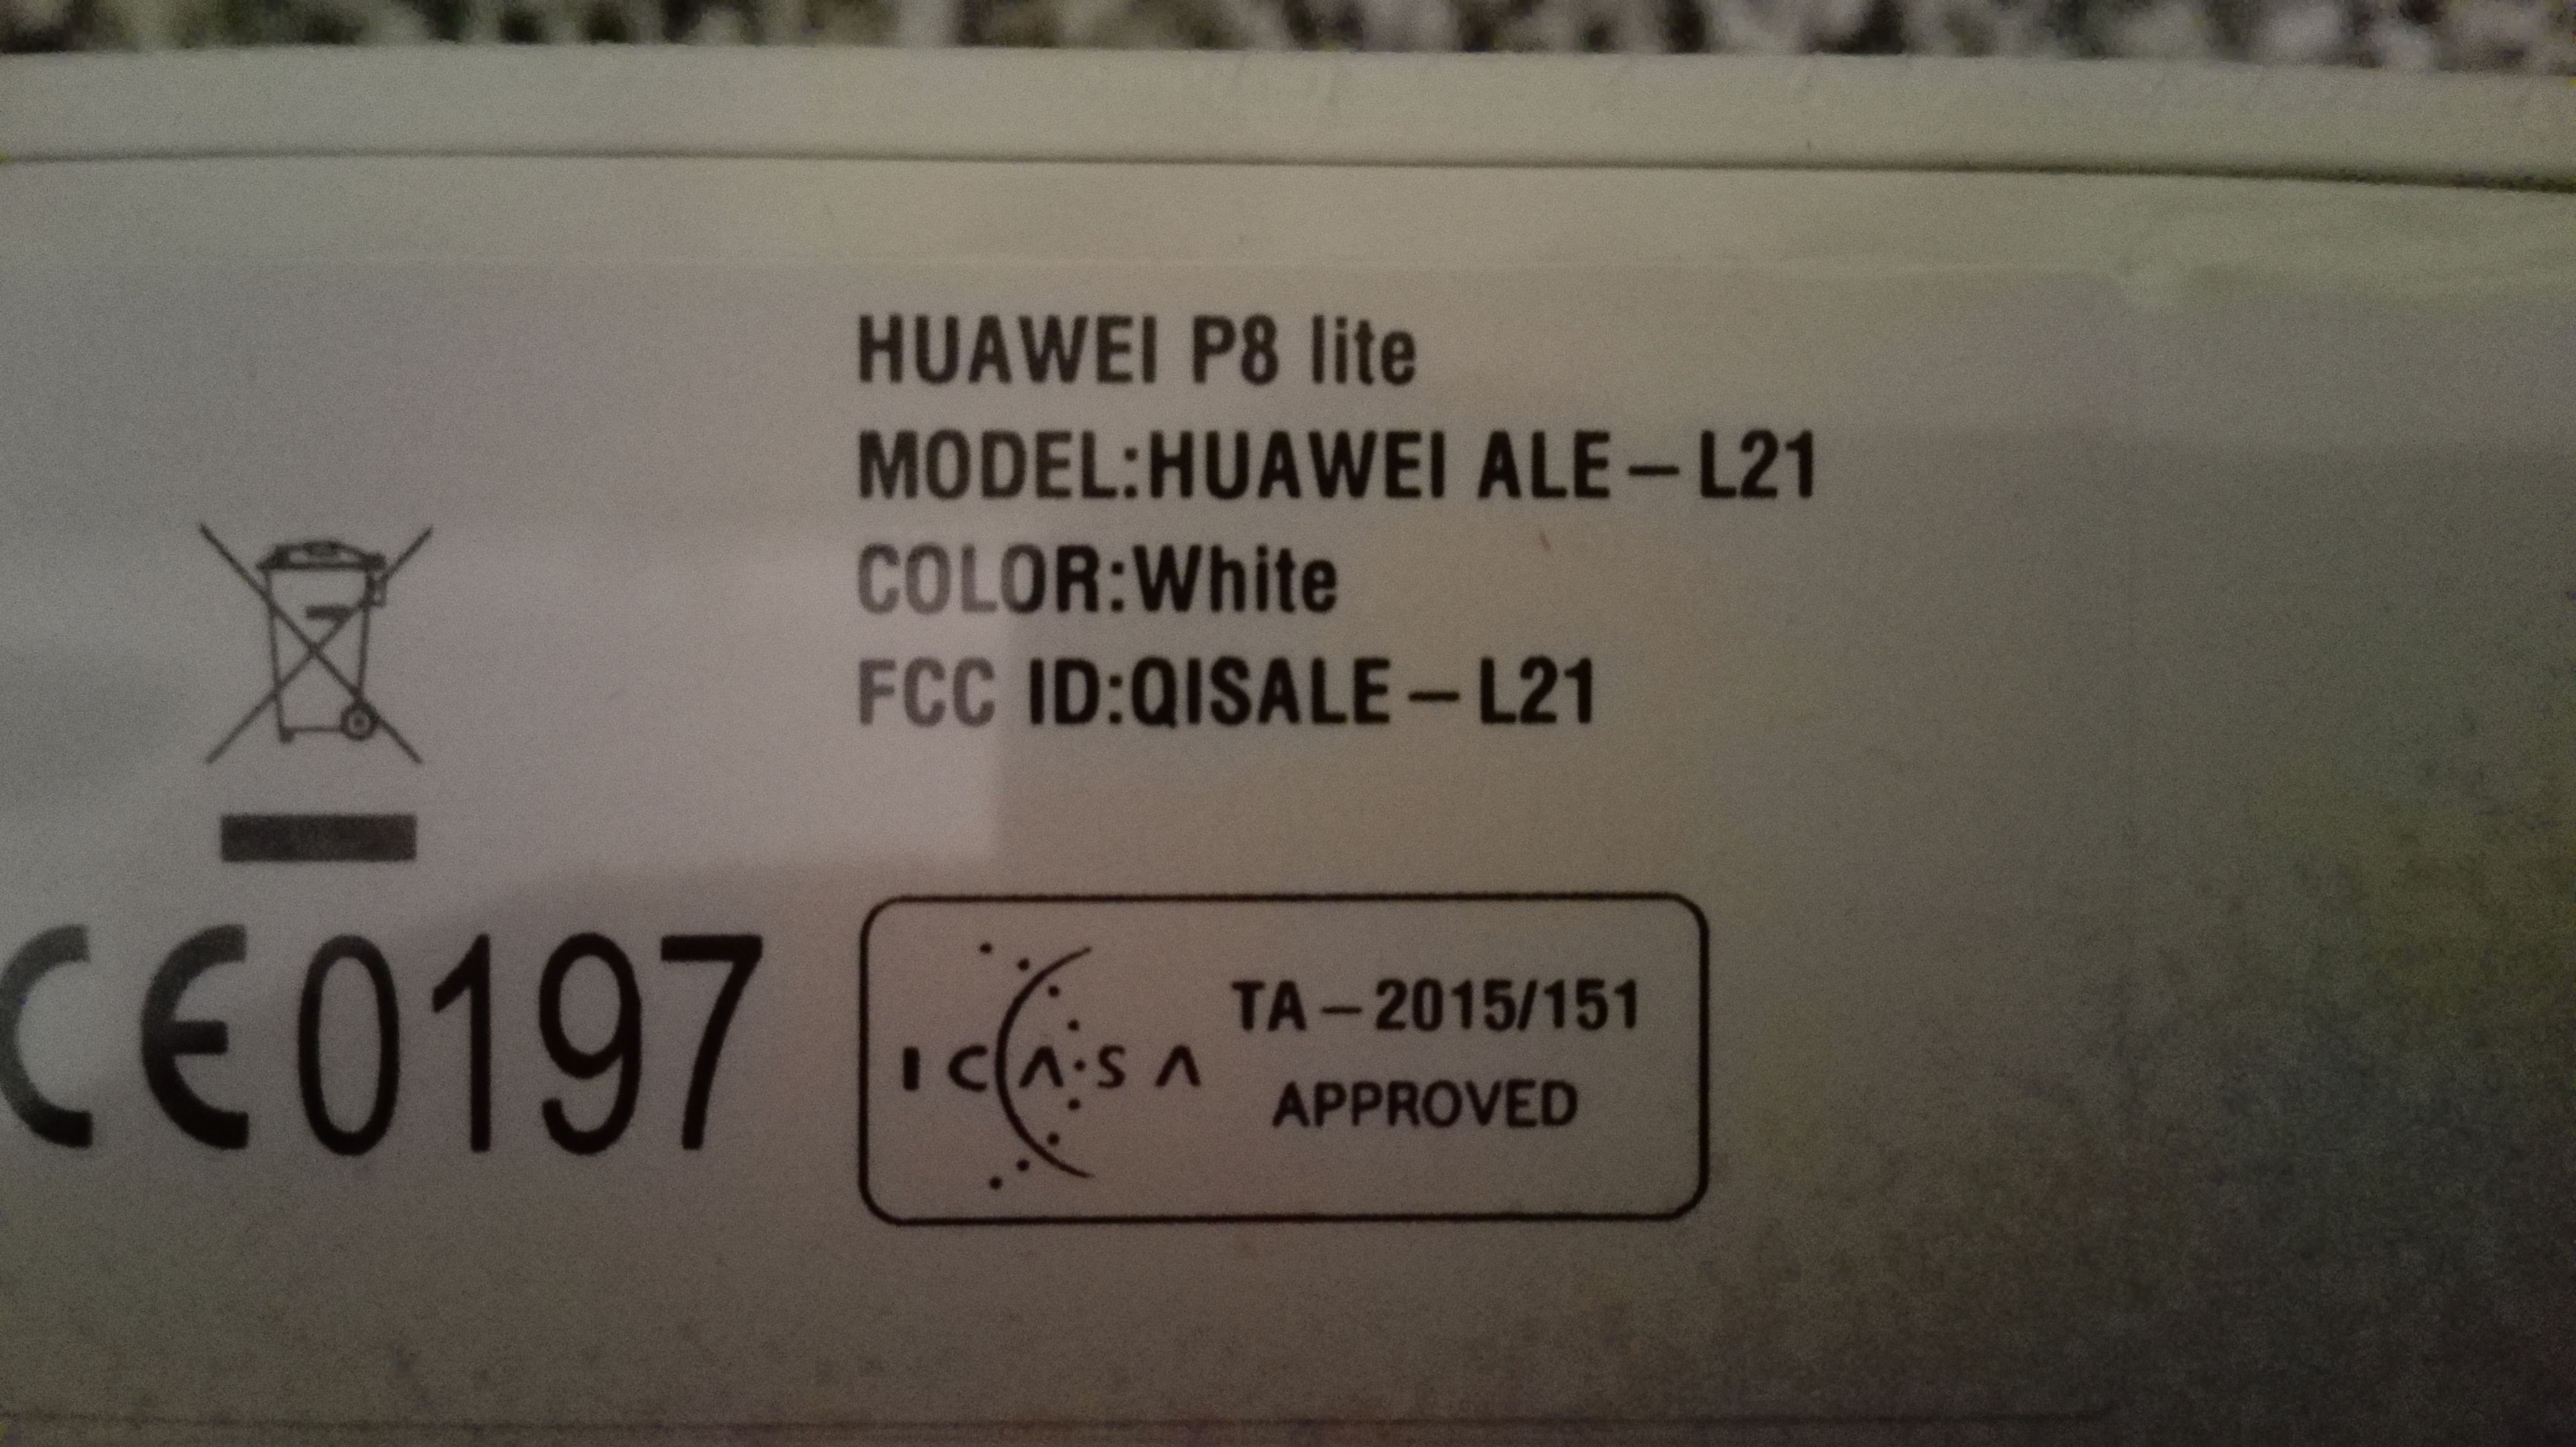 HUAWEI P8 lite
MODEL:HUAWEI ALE-L21
COLOR:White
FCC ID:QISALE-L21
CE0197
ICASA
TA-2015/151
APPROVED